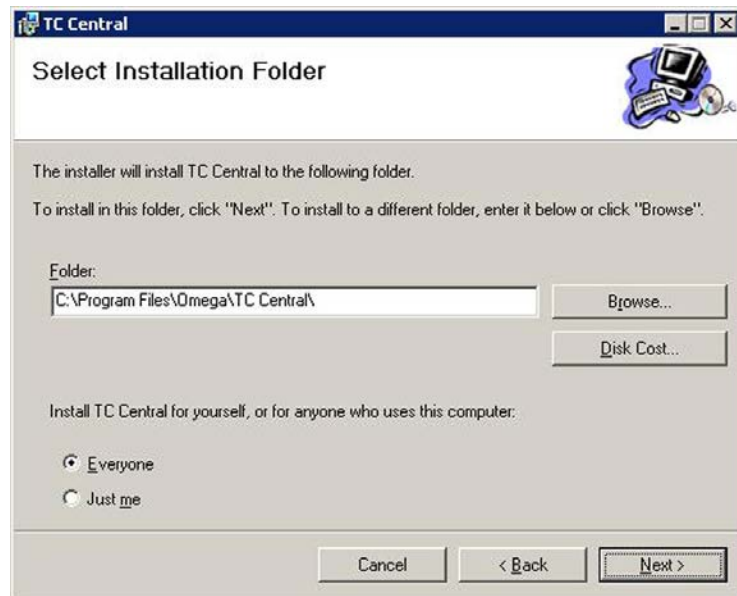 TC Central
Select Installation Folder
The installer will install TC Central to the following folder.
To install in this folder, click "Next". To install to a different folder, enter it below or click "Browse".
Folder:
C:\Program Files\Omega\TC Central\
Browse...
Disk Cost...
Install TC Central for yourself, or for anyone who uses this computer:
Everyone
Just me
Cancel
< Back
Next >